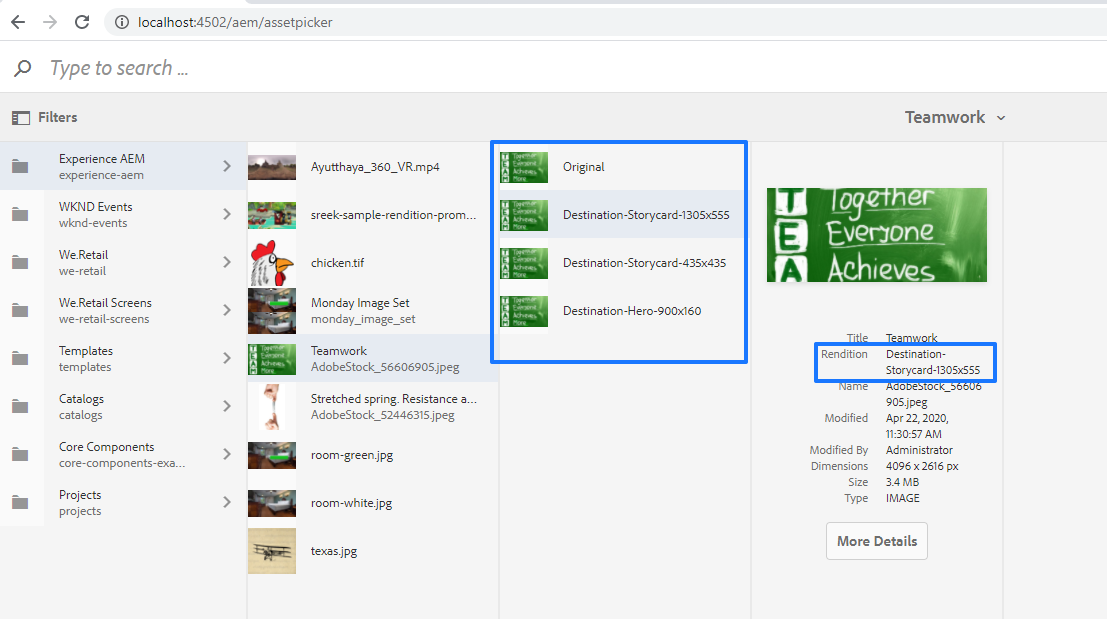 localhost:4502/aem/assetpicker
Type to search ...
Filters
Teamwork
Experience AEM
experience-aem
WKND Events
wknd-events
We.Retail
we-retail
We.Retail Screens
we-retail-screens
Templates
templates
Catalogs
catalogs
Core Components
core-components-exa...
Projects
projects
Ayutthaya_360_VR.mp4
sreek-sample-rendition-prom...
chicken.tif
Monday Image Set
monday_image_set
Teamwork
AdobeStock_56606905.jpeg
Stretched spring. Resistance a...
AdobeStock_52446315.jpeg
room-green.jpg
room-white.jpg
texas.jpg
Original
Destination-Storycard-1305x555
Destination-Storycard-435x435
Destination-Hero-900x160
Together
Everyone
Achieves
Title Teamwork
Rendition Destination-
Storycard-1305x555
Name AdobeStock_56606
905.jpeg
Modified Apr 22, 2020,
11:30:57 AM
Modified By Administrator
Dimensions 4096 x 2616 px
Size 3.4 MB
Type IMAGE
More Details